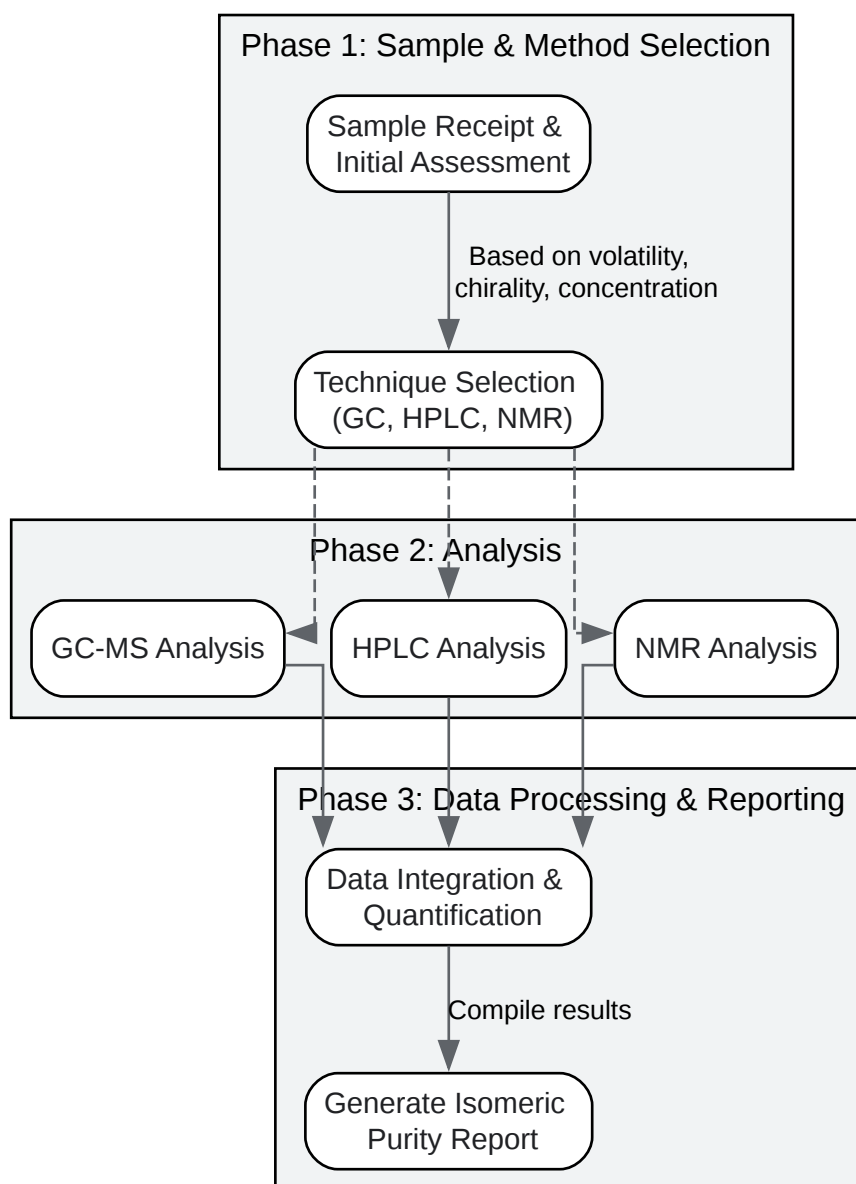 Phase 1: Sample & Method Selection
Sample Receipt &
Initial Assessment
Based on volatility,
chirality, concentration
Technique Selection
(GC, HPLC, NMR)
Phase 2: Analysis
GC-MS Analysis
HPLC Analysis
NMR Analysis
Phase 3: Data Processing & Reporting
Data Integration &
Quantification
Compile results
Generate Isomeric
Purity Report